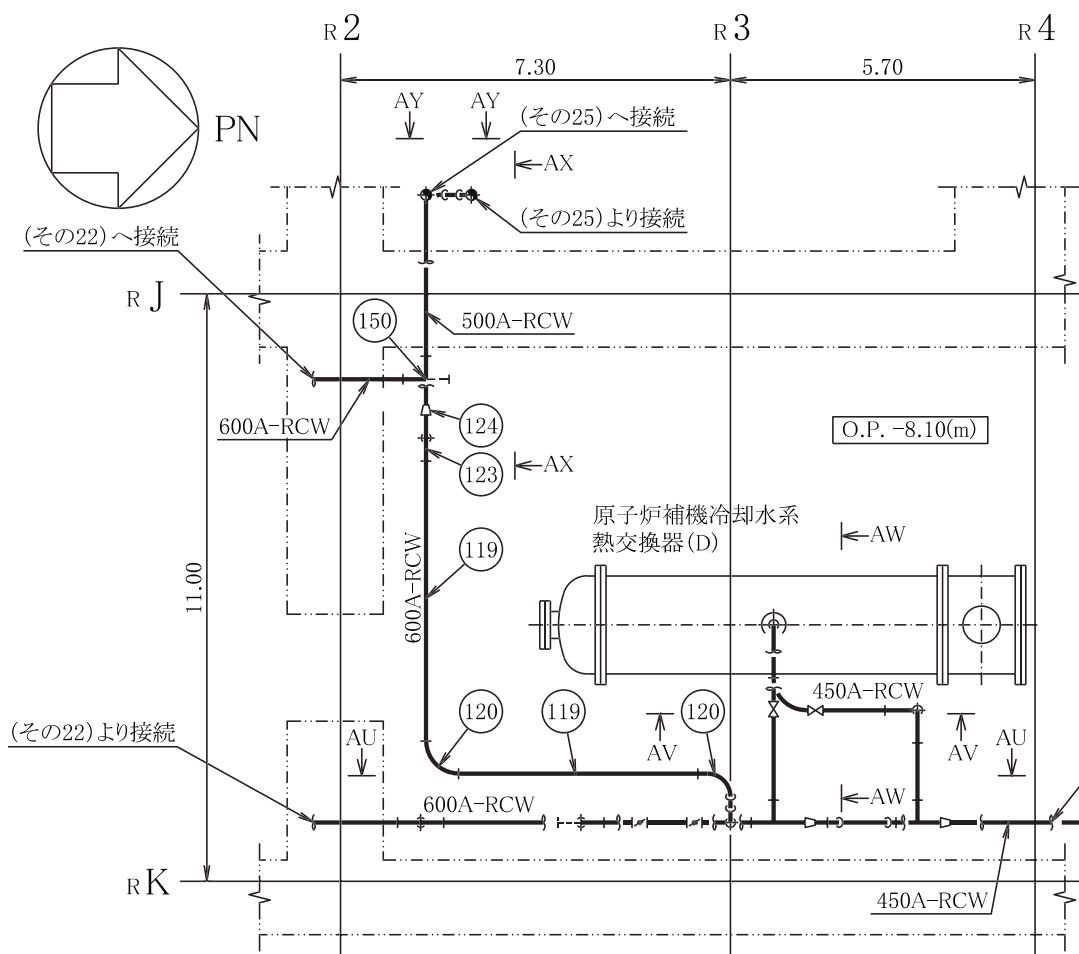 R 2
R 3
R 4
7.30
5.70
PN
AY
AY
(その25)へ接続
AX
(その25)より接続
(その22)へ接続
R J
150
500A-RCW
600A-RCW
124
O.P. -8.10(m)
123
AX
原子炉補機冷却水系
熱交換器(D)
AW
119
600A-RCW
11.00
450A-RCW
120
119
120
(その22)より接続
AU
AV
AV
AU
600A-RCW
AW
R K
450A-RCW